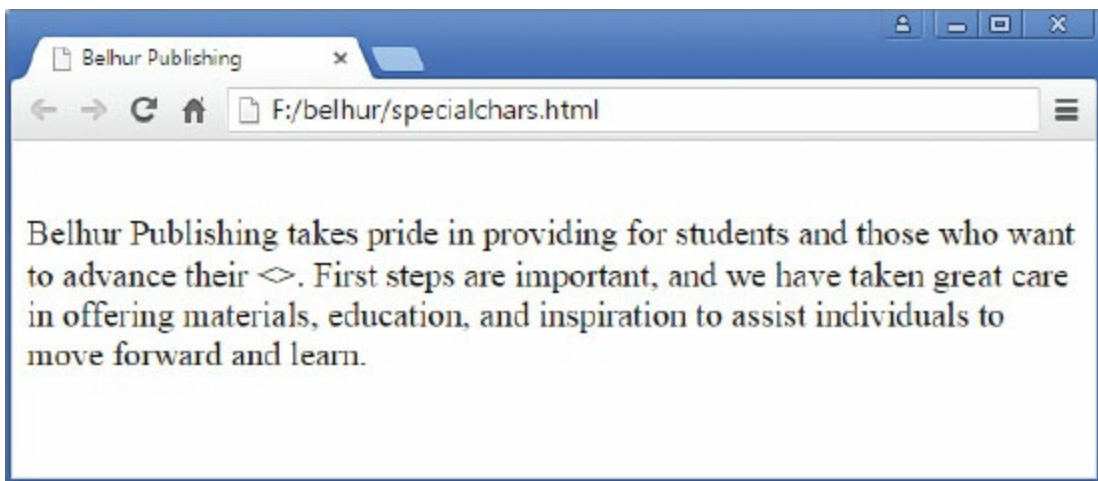 Belhur Publishing
F:/belhur/specialchars.html
Belhur Publishing takes pride in providing for students and those who want
to advance their <>. First steps are important, and we have taken great care
in offering materials, education, and inspiration to assist individuals to
move forward and learn.